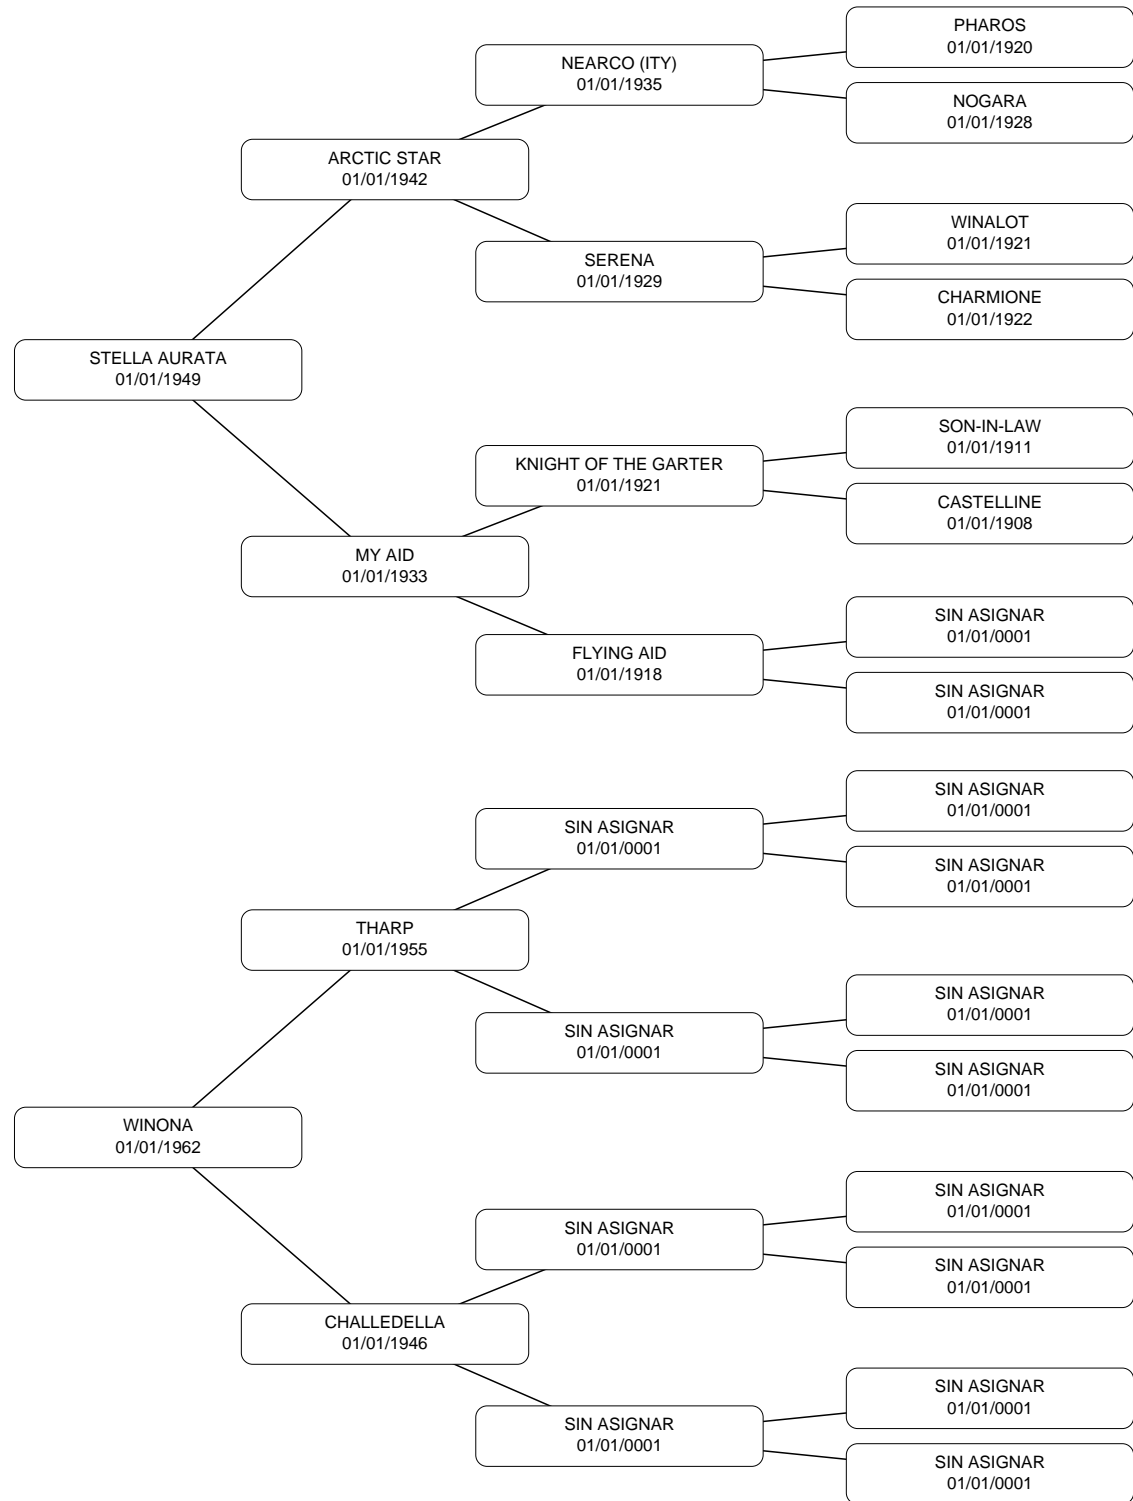 PHAROS
01/01/1920
NEARCO (ITY)
01/01/1935
NOGARA
01/01/1928
ARCTIC STAR
01/01/1942
WINALOT
01/01/1921
SERENA
01/01/1929
CHARMIONE
01/01/1922
STELLA AURATA
01/01/1949
SON-IN-LAW
01/01/1911
KNIGHT OF THE GARTER
01/01/1921
CASTELLINE
01/01/1908
MY AID
01/01/1933
SIN ASIGNAR
01/01/0001
FLYING AID
01/01/1918
SIN ASIGNAR
01/01/0001
SIN ASIGNAR
01/01/0001
SIN ASIGNAR
01/01/0001
SIN ASIGNAR
01/01/0001
THARP
01/01/1955
SIN ASIGNAR
01/01/0001
SIN ASIGNAR
01/01/0001
SIN ASIGNAR
01/01/0001
WINONA
01/01/1962
SIN ASIGNAR
01/01/0001
SIN ASIGNAR
01/01/0001
SIN ASIGNAR
01/01/0001
CHALLEDELLA
01/01/1946
SIN ASIGNAR
01/01/0001
SIN ASIGNAR
01/01/0001
SIN ASIGNAR
01/01/0001